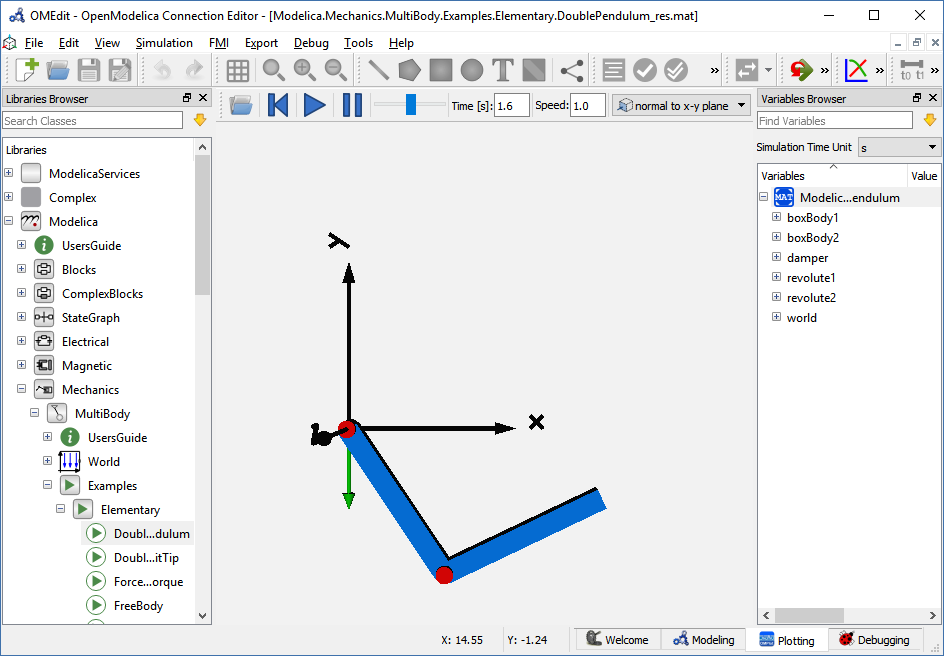 OMEdit - OpenModelica Connection Editor - [Modelica.Mechanics.MultiBody.Examples.Elementary.DoublePendulum_res.mat]
File Edit View Simulation FMI Export Debug Tools Help
T » » » t0 t1 »
Libraries Browser
Search Classes
Libraries
ModelicaServices
Complex
Modelica
UsersGuide
Blocks
ComplexBlocks
StateGraph
Electrical
Magnetic
Mechanics
MultiBody
UsersGuide
World
Examples
Elementary
Doubl...dulum
Doubl...itTip
Force...orque
FreeBody
Time [s]: 1.6 Speed: 1.0 normal to x-y plane
Y
X
Variables Browser
Find Variables
Simulation Time Unit s
Variables Value
MAT Modelic...endulum
boxBody1
boxBody2
damper
revolute1
revolute2
world
X: 14.55 Y: -1.24 Welcome Modeling Plotting Debugging